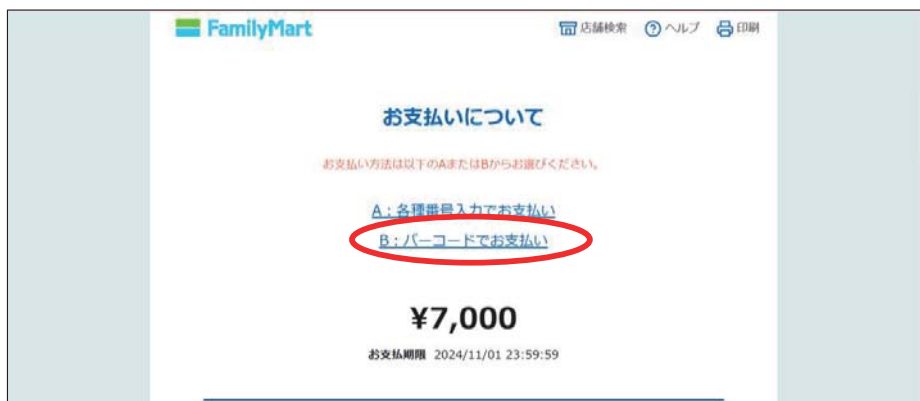 FamilyMart 店舗検索 ヘルプ 印刷
お支払いについて
お支払い方法は以下のAまたはBからお選びください。
A：各種番号入力でお支払い
B：バーコードでお支払い
¥7,000
お支払期限 2024/11/01 23:59:59